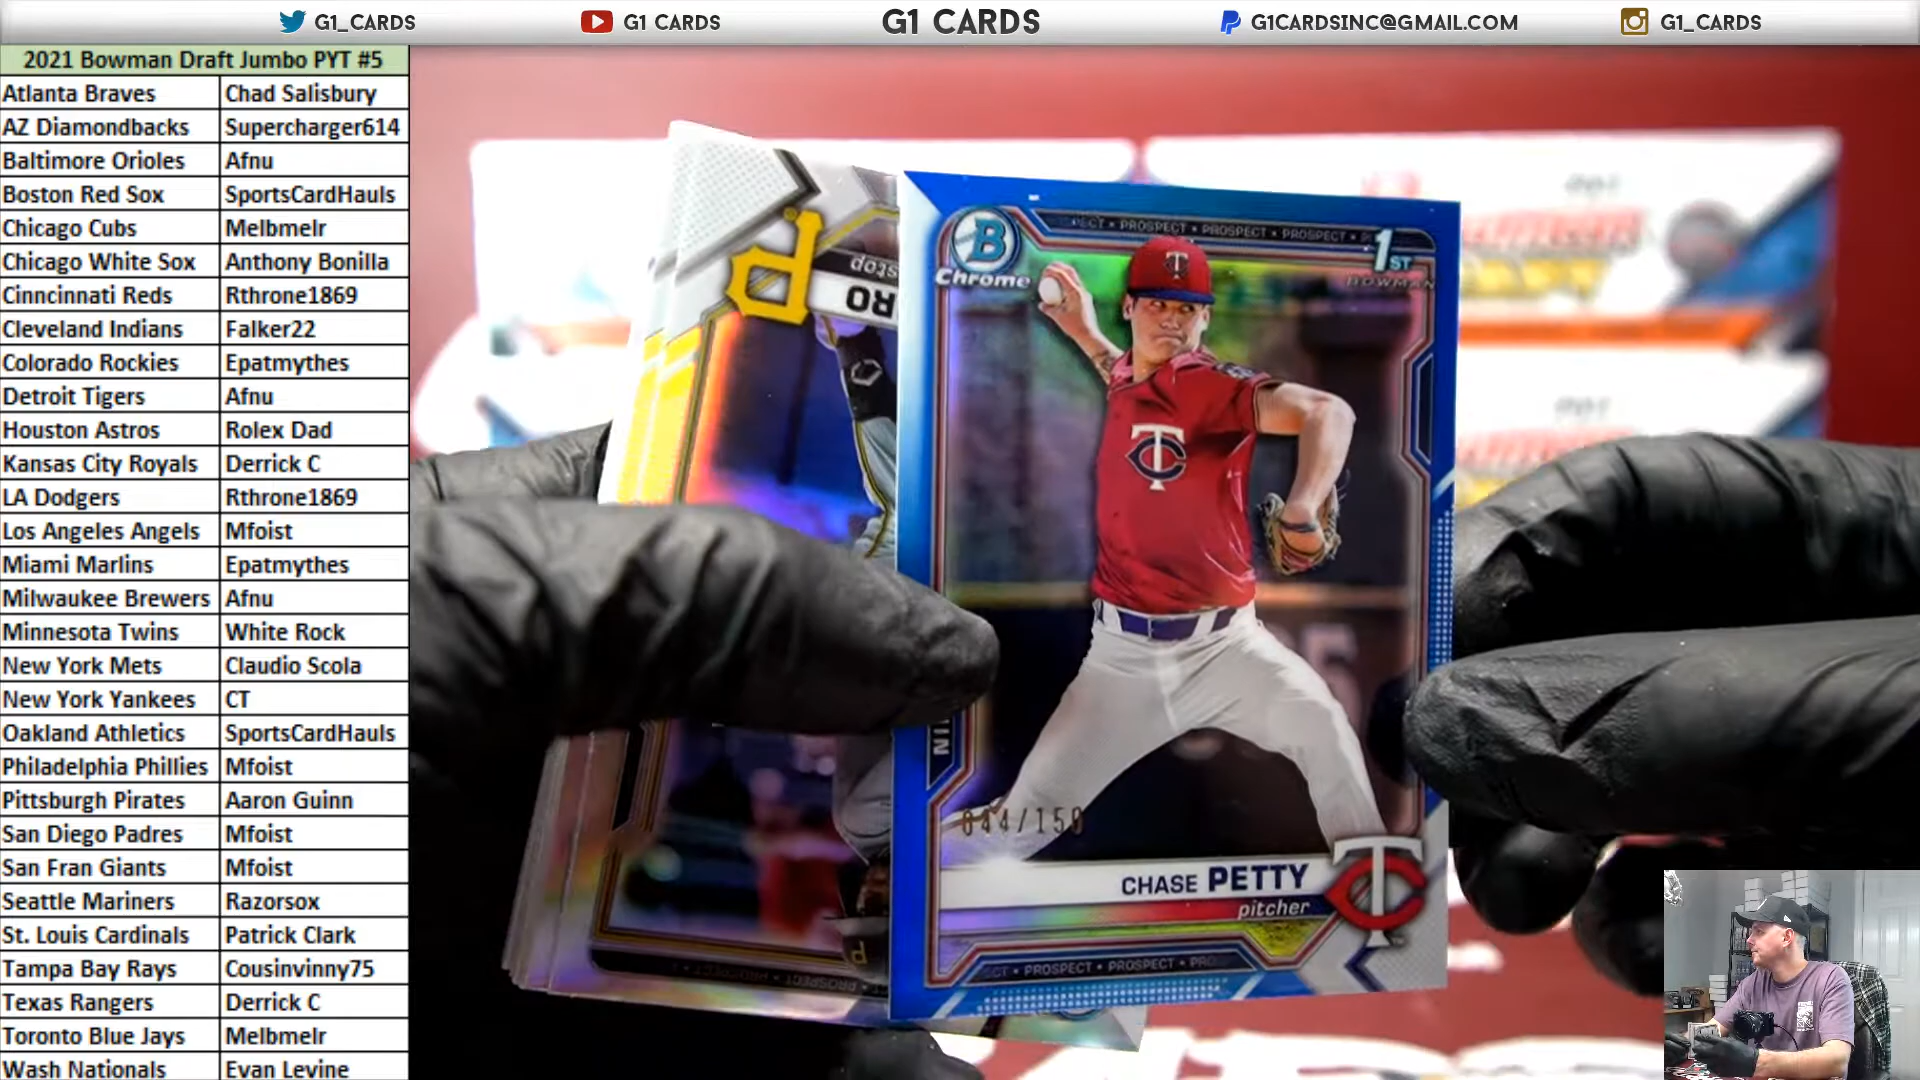 G1_CARDS
G1 CARDS
G1 CARDS
G1CARDSINC@GMAIL.COM
G1_CARDS
2021 Bowman Draft Jumbo PYT #5
Atlanta Braves Chad Salisbury
AZ Diamondbacks Supercharger614
Baltimore Orioles Afnu
Boston Red Sox SportsCardHauls
Chicago Cubs Melbmelr
Chicago White Sox Anthony Bonilla
Cinncinnati Reds Rthrone1869
Cleveland Indians Falker22
Colorado Rockies Epatmythes
Detroit Tigers Afnu
Houston Astros Rolex Dad
Kansas City Royals Derrick C
LA Dodgers Rthrone1869
Los Angeles Angels Mfoist
Miami Marlins Epatmythes
Milwaukee Brewers Afnu
Minnesota Twins White Rock
New York Mets Claudio Scola
New York Yankees CT
Oakland Athletics SportsCardHauls
Philadelphia Phillies Mfoist
Pittsburgh Pirates Aaron Guinn
San Diego Padres Mfoist
San Fran Giants Mfoist
Seattle Mariners Razorsox
St. Louis Cardinals Patrick Clark
Tampa Bay Rays Cousinvinny75
Texas Rangers Derrick C
Toronto Blue Jays Melbmelr
Wash Nationals Evan Levine
PROSPECT • PROSPECT • PROSPECT
B
Chrome
1ST
BOWMAN
TC
044/150
CHASE PETTY
pitcher
TC
PROSPECT • PROSPECT
P